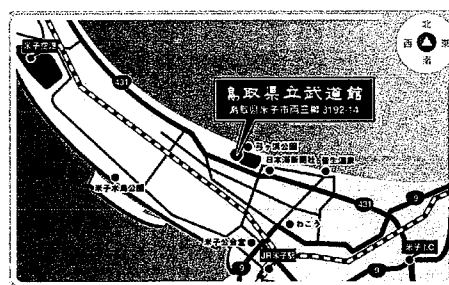 北
西
東
南
米子空港
431
鳥取県立武道館
鳥取県米子市両三柳3192-14
弓ヶ浜公園
日本海新聞社
皆生温泉
米子水鳥公園
431
9
わこう
米子公会堂
JR米子駅
米子I.C
9
9